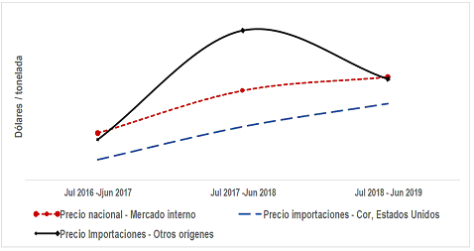 Dólares / tonelada
Jul 2016 -Jjun 2017
Jul 2017 -Jun 2018
Jul 2018 - Jun 2019
Precio nacional - Mercado interno
Precio importaciones - Cor, Estados Unidos
Precio Importaciones - Otros orígenes